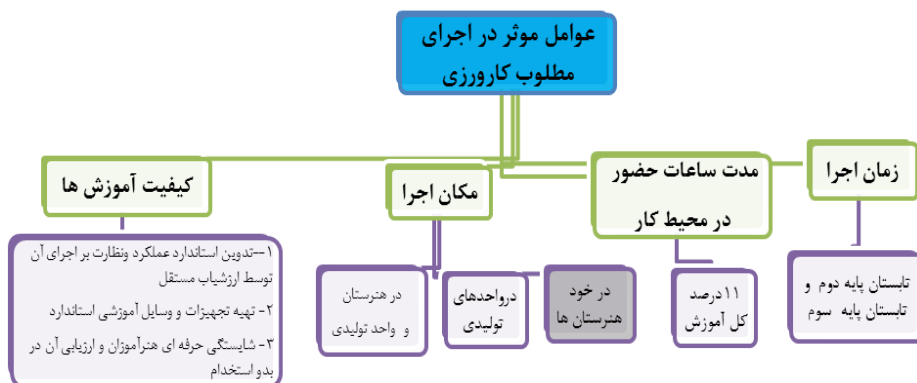 عوامل موثر در اجرای
مطلوب کارورزی
زمان اجرا
مدت ساعات حضور
در محیط کار
مکان اجرا
کیفیت آموزش ها
تابستان پایه دوم و
تابستان پایه سوم
۱۱درصد
کل آموزش
در خود
هنرستان ها
درواحدهای
تولیدی
در هنرستان
و واحد تولیدی
۱--تدوین استاندارد عملکرد ونظارت بر اجرای آن
توسط ارزشیاب مستقل
۲- تهیه تجهیزات و وسایل آموزشی استاندارد
۳- شایستگی حرفه ای هنرآموزان و ارزیابی آن در
بدو استخدام